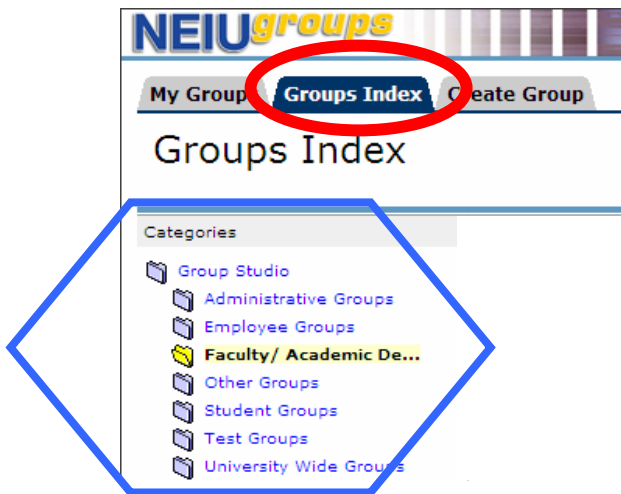 NEIUgroups
My Group Groups Index Create Group
Groups Index
Categories
Group Studio
Administrative Groups
Employee Groups
Faculty/ Academic De...
Other Groups
Student Groups
Test Groups
University Wide Groups